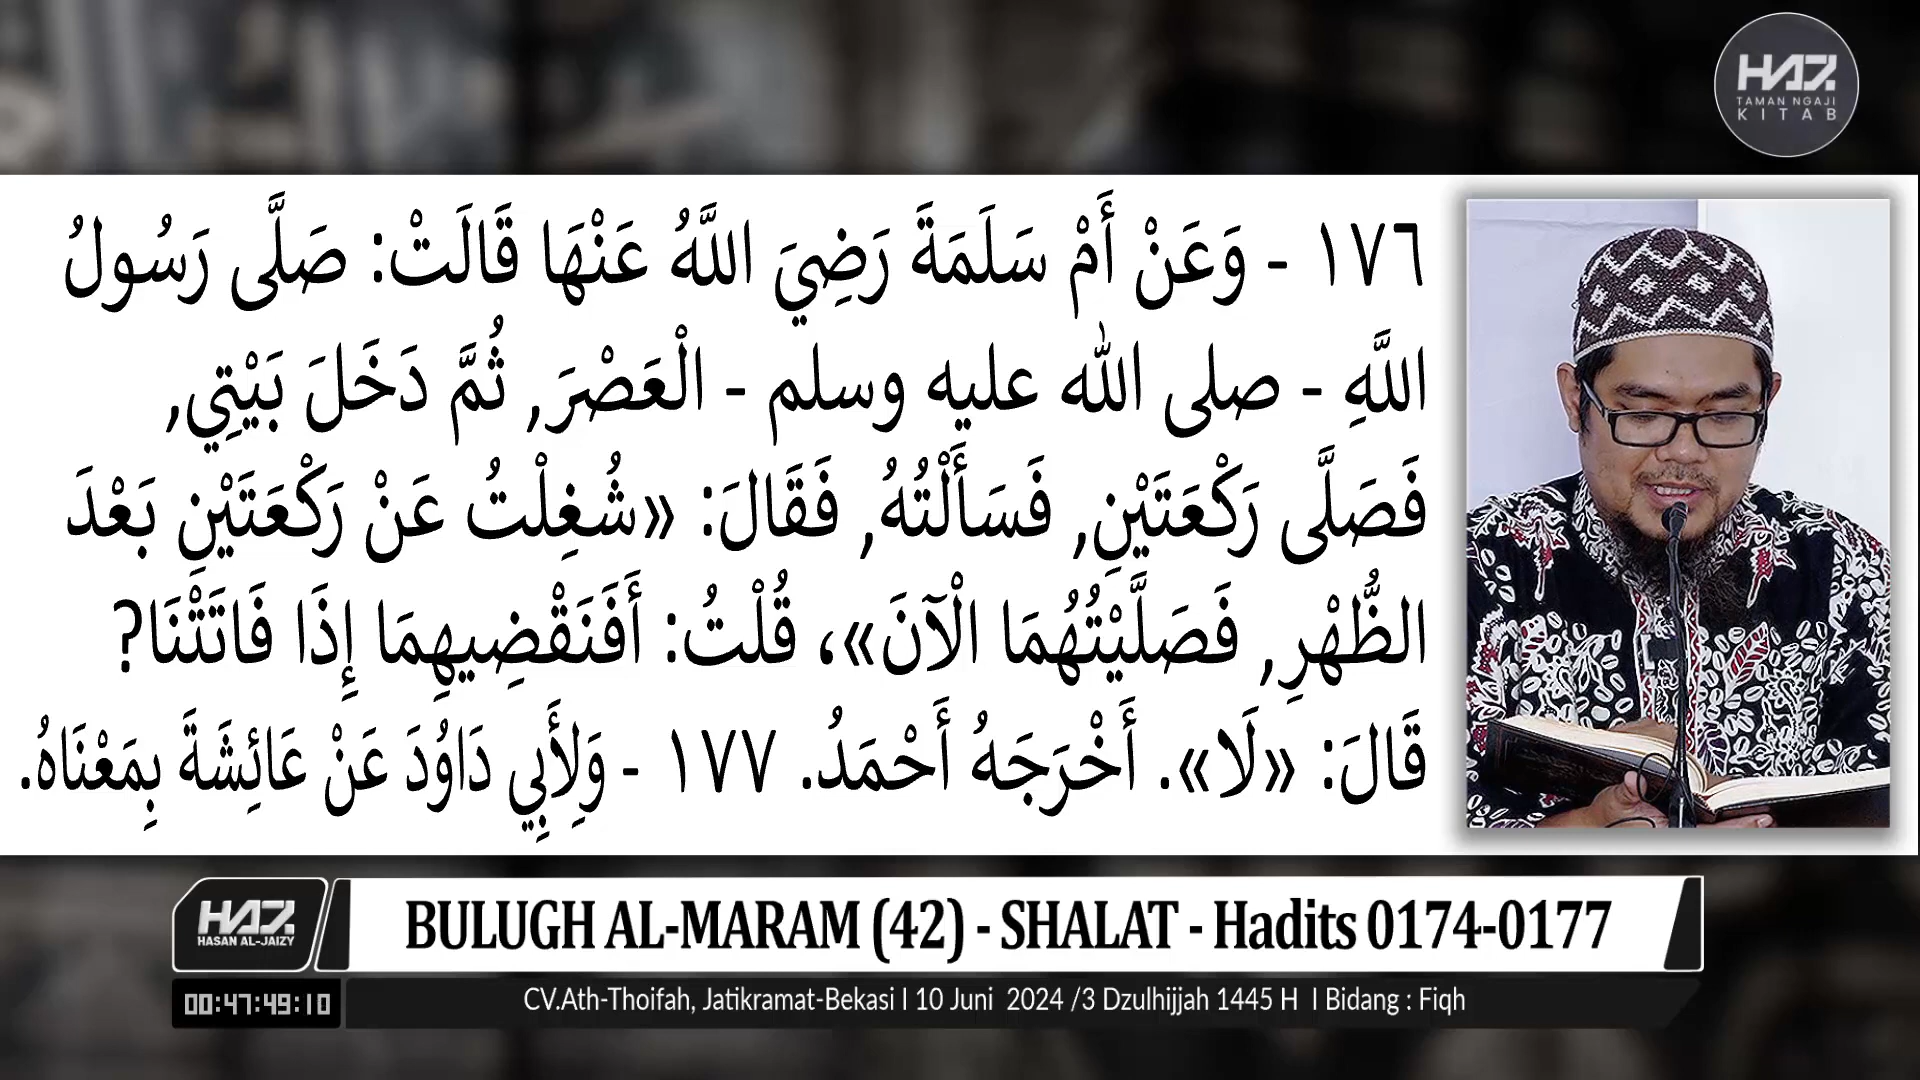 HAZ
TAMAN NGAJI
KITAB
١٧٦ - وَعَنْ أَمْ سَلَمَةَ رَضِيَ اللَّهُ عَنْهَا قَالَتْ: صَلَّى رَسُولُ
اللَّهِ - صلى الله عليه وسلم - الْعَصْرَ, ثُمَّ دَخَلَ بَيْتِي,
فَصَلَّى رَكْعَتَيْنِ, فَسَأَلْتُهُ, فَقَالَ: «شُغِلْتُ عَنْ رَكْعَتَيْنِ بَعْدَ
الظُّهْرِ, فَصَلَّيْتُهُمَا الْآنَ»، قُلْتُ: أَفَنَقْضِيهِمَا إِذَا فَاتَتْنَا?
قَالَ: «لَا». أَخْرَجَهُ أَحْمَدُ. ١٧٧ - وَلِأَبِي دَاوُدَ عَنْ عَائِشَةَ بِمَعْنَاهُ.
HAZ
HASAN AL-JAIZY
BULUGH AL-MARAM (42) - SHALAT - Hadits 0174-0177
00:47:49:10
CV.Ath-Thoifah, Jatikramat-Bekasi I 10 Juni 2024 /3 Dzulhijjah 1445 H I Bidang : Fiqh